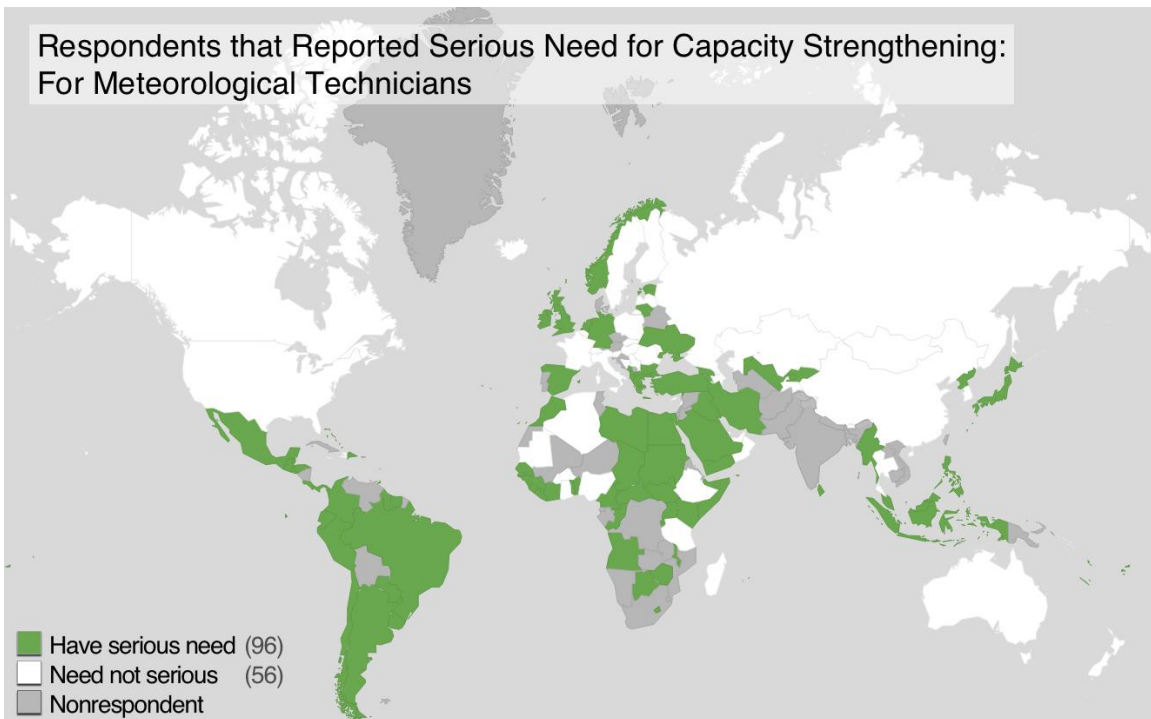 Respondents that Reported Serious Need for Capacity Strengthening:
For Meteorological Technicians
Have serious need (96)
Need not serious (56)
Nonrespondent